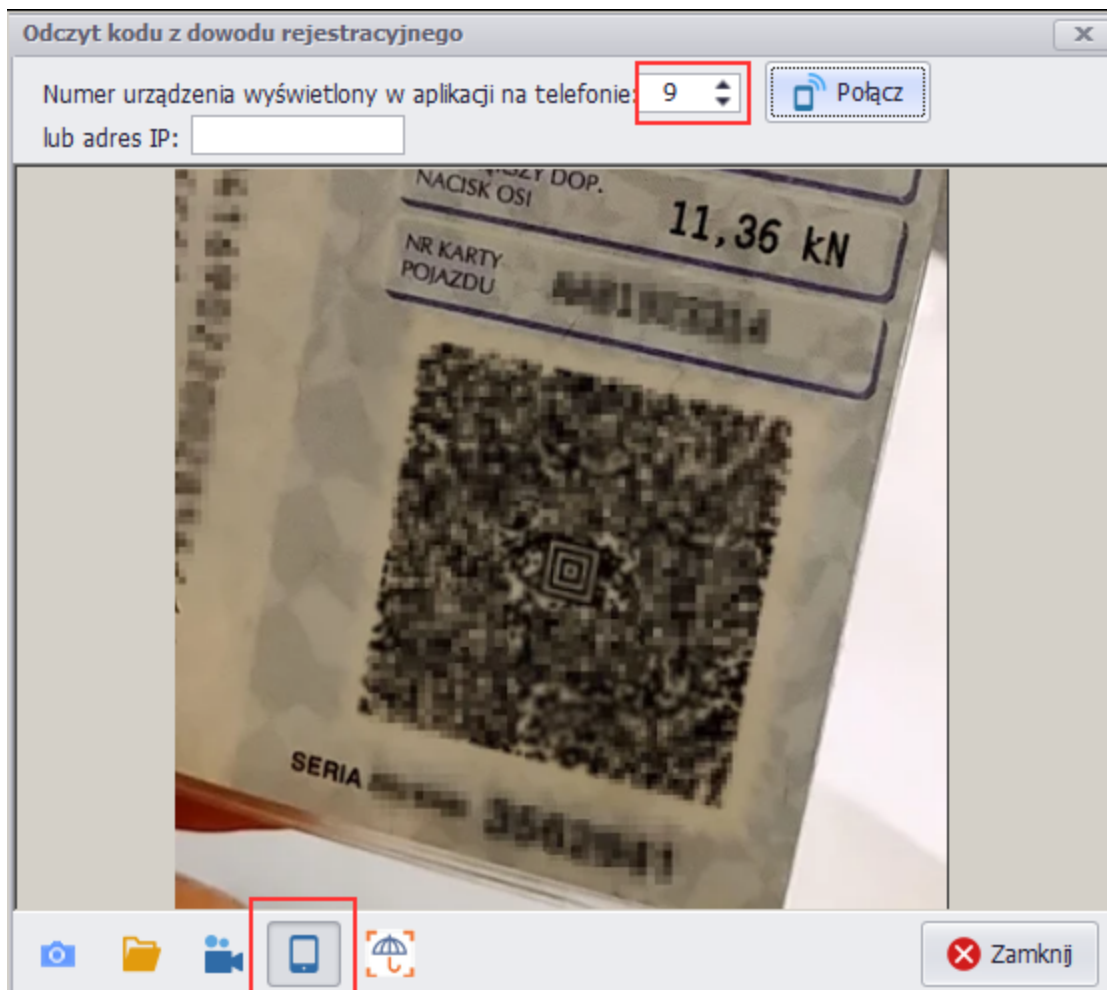 Odczyt kodu z dowodu rejestracyjnego
Numer urządzenia wyświetlony w aplikacji na telefonie: 9 Połącz
lub adres IP:
DOP.
NACISK OSI 11,36 kN
NR KARTY
POJAZDU
SERIA
Zamknij